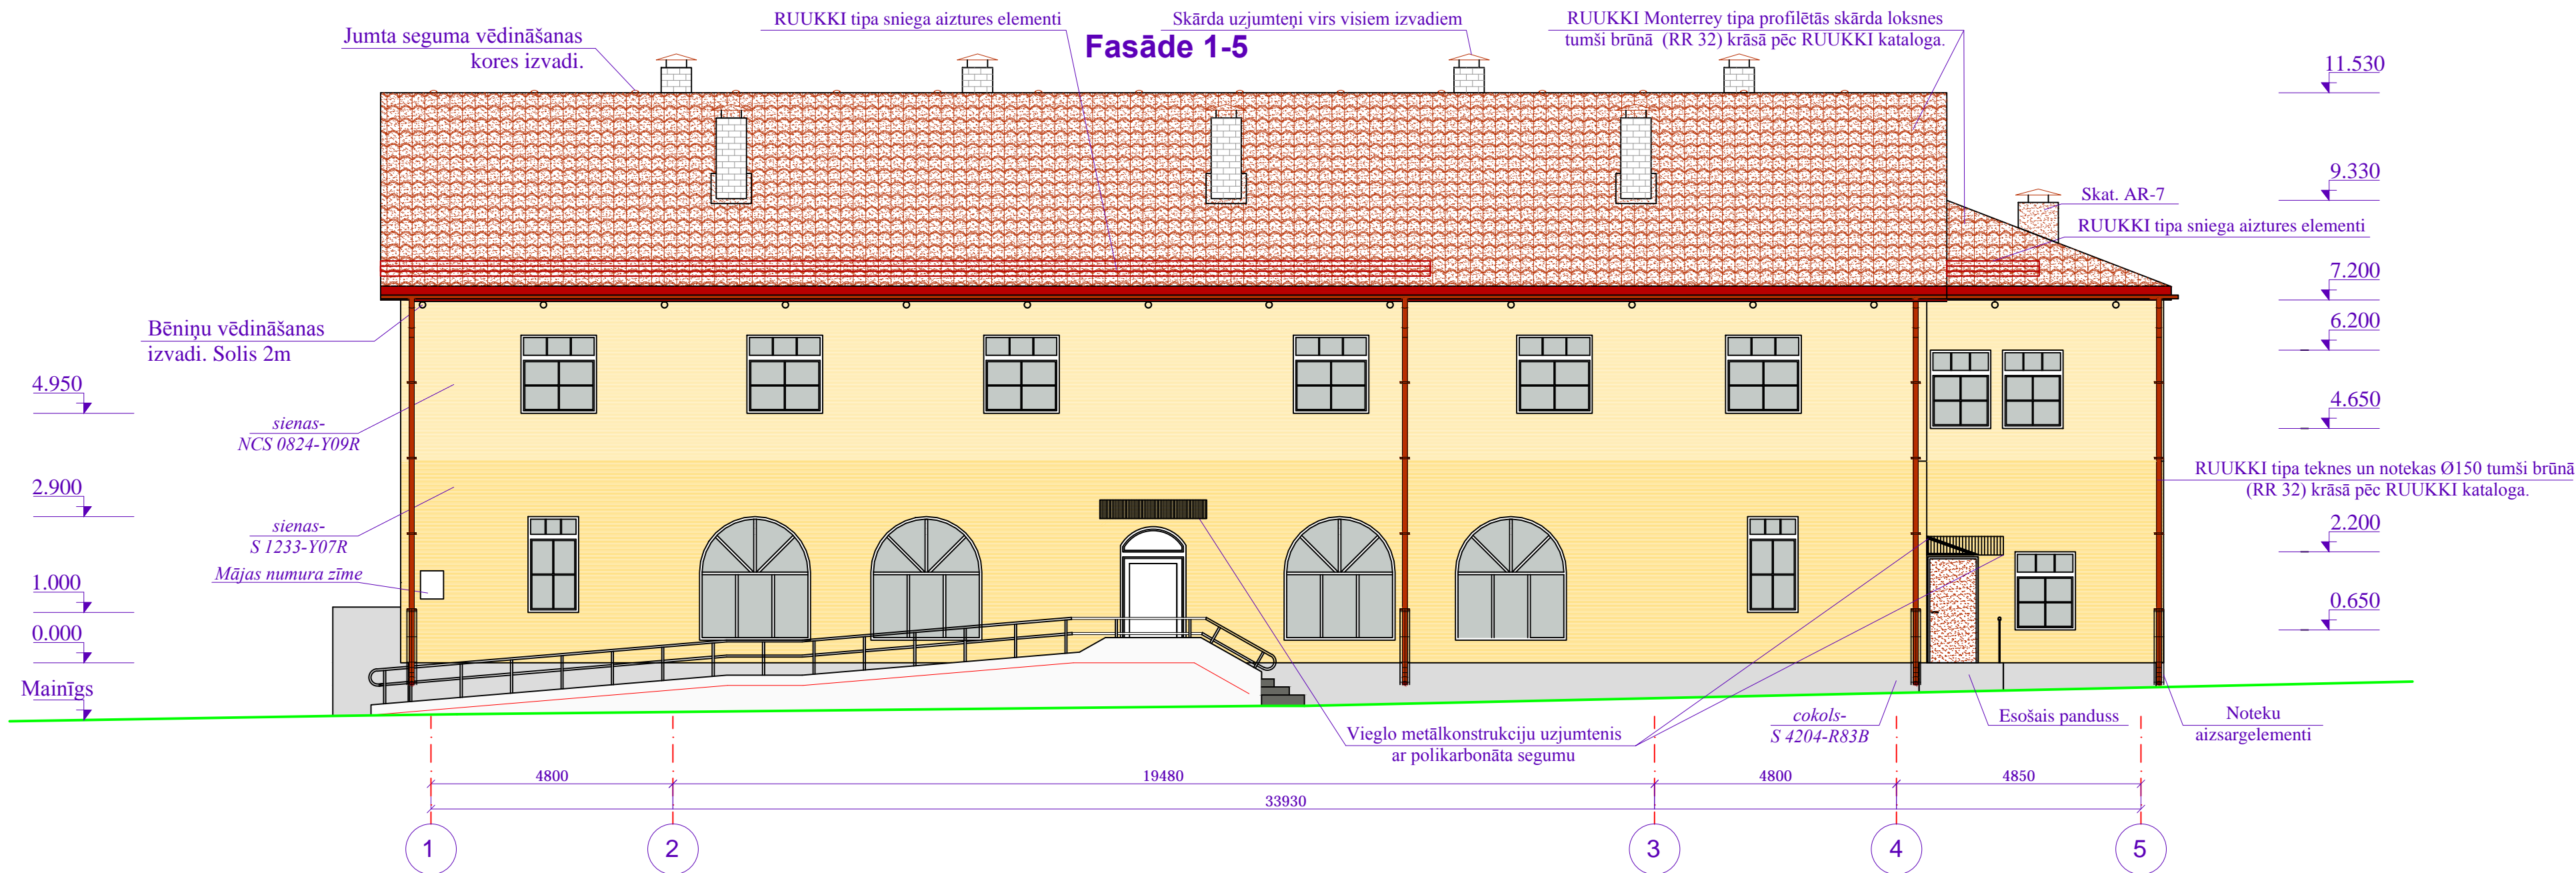 RUUKKI tipa sniega aiztures elementi
Skārda uzjumteņi virs visiem izvadiem
RUUKKI Monterrey tipa profilētās skārda loksnes
tumši brūnā (RR 32) krāsā pēc RUUKKI kataloga.
Jumta seguma vēdināšanas
kores izvadi.
Fasāde 1-5
11.530
9.330
Skat. AR-7
RUUKKI tipa sniega aiztures elementi
7.200
Bēniņu vēdināšanas
izvadi. Solis 2m
6.200
4.950
4.650
sienas-
NCS 0824-Y09R
RUUKKI tipa teknes un notekas Ø150 tumši brūnā
(RR 32) krāsā pēc RUUKKI kataloga.
2.900
sienas-
S 1233-Y07R
2.200
Mājas numura zīme
1.000
0.650
0.000
Mainīgs
Vieglo metālkonstrukciju uzjumtenis
ar polikarbonāta segumu
cokols-
S 4204-R83B
Esošais panduss
Noteku
aizsargelementi
4800
19480
4800
4850
33930
1
2
3
4
5